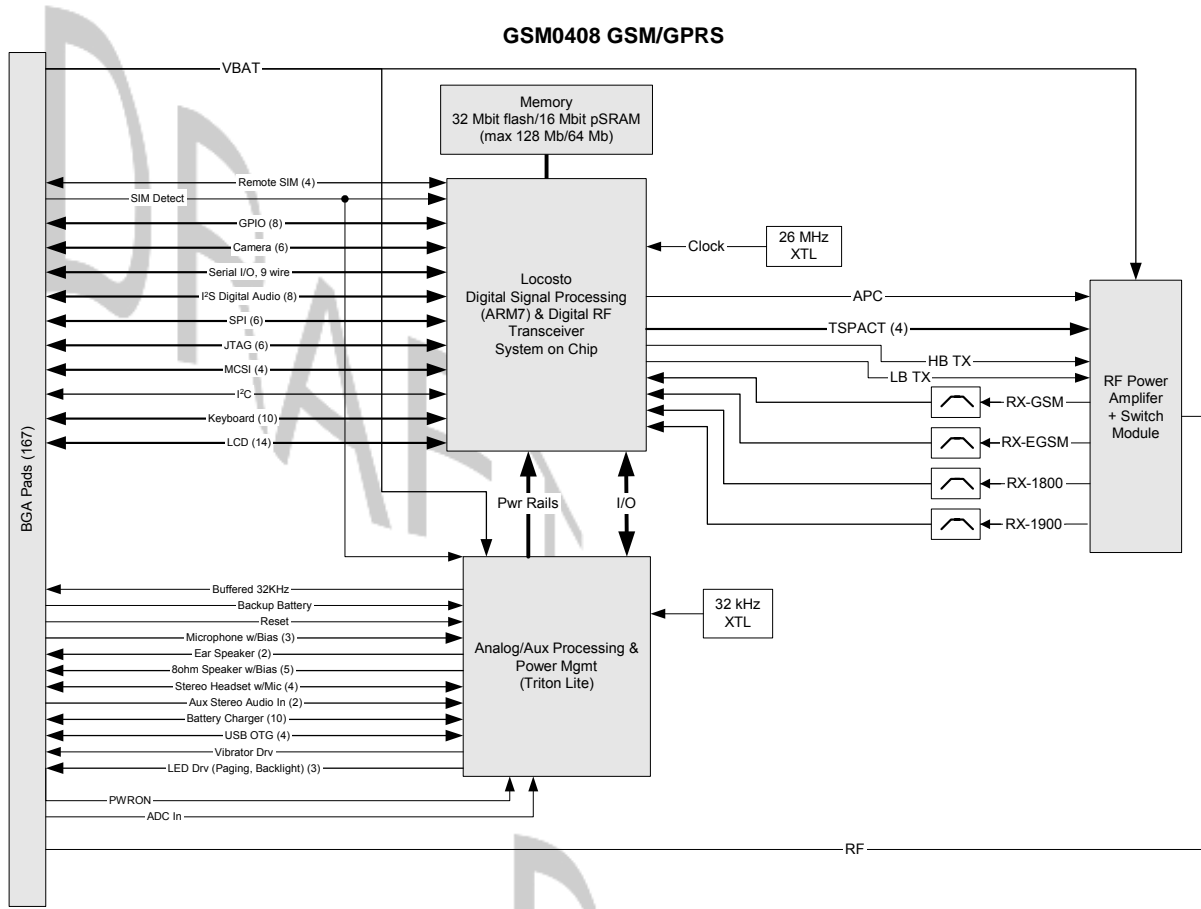 GSM0408 GSM/GPRS
VBAT
Memory
32 Mbit flash/16 Mbit pSRAM
(max 128 Mb/64 Mb)
Remote SIM (4)
SIM Detect
GPIO (8)
Camera (6)
Serial I/O, 9 wire
I²S Digital Audio (8)
SPI (6)
JTAG (6)
MCSI (4)
I²C
Keyboard (10)
LCD (14)
Locosto
Digital Signal Processing
(ARM7) & Digital RF
Transceiver
System on Chip
Clock
26 MHz
XTL
APC
TSPACT (4)
HB TX
LB TX
RX-GSM
RX-EGSM
RX-1800
RX-1900
RF Power
Amplifer
+ Switch
Module
BGA Pads (167)
Pwr Rails
I/O
Buffered 32KHz
Backup Battery
Reset
Microphone w/Bias (3)
Ear Speaker (2)
8ohm Speaker w/Bias (5)
Stereo Headset w/Mic (4)
Aux Stereo Audio In (2)
Battery Charger (10)
USB OTG (4)
Vibrator Drv
LED Drv (Paging, Backlight) (3)
PWRON
ADC In
Analog/Aux Processing &
Power Mgmt
(Triton Lite)
32 kHz
XTL
RF
DRAFT
D